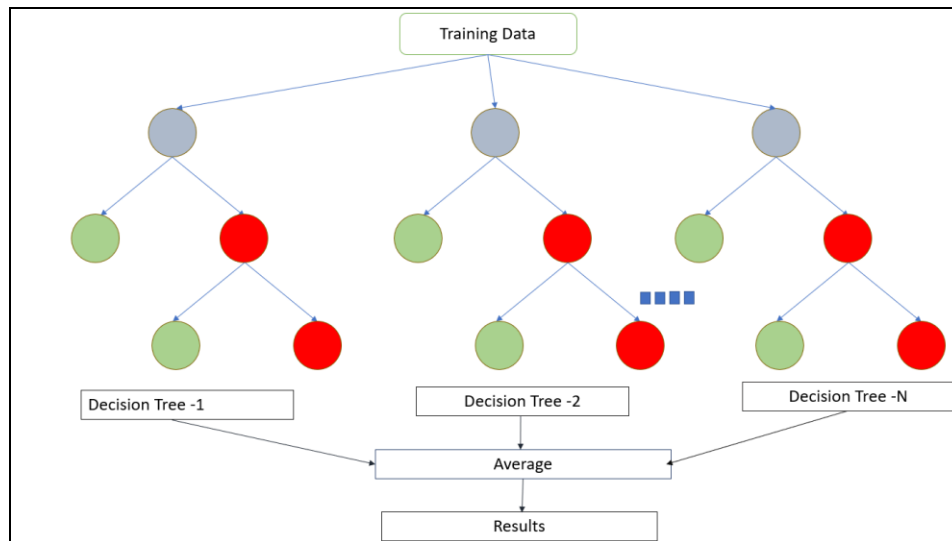 Training Data
Decision Tree -1
Decision Tree -2
Decision Tree -N
Average
Results